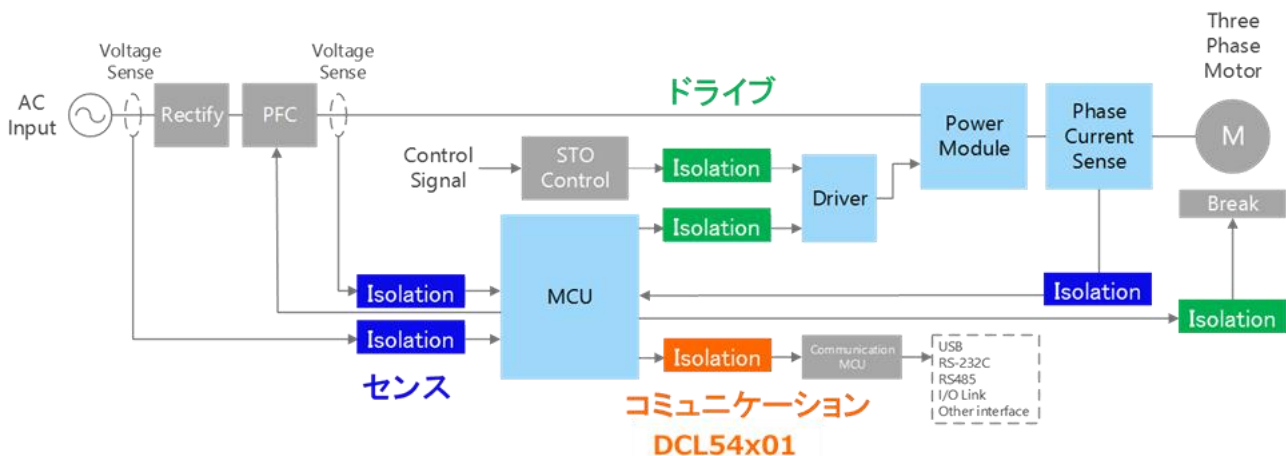 Voltage
Sense
Voltage
Sense
Three
Phase
Motor
AC
Input
Rectify
PFC
ドライブ
Power
Module
Phase
Current
Sense
M
Control
Signal
STO
Control
Isolation
Driver
Isolation
Break
MCU
Isolation
Isolation
Isolation
Isolation
Isolation
Communication
MCU
USB
RS-232C
RS485
I/O Link
Other interface
センス
コミュニケーション
DCL54x01